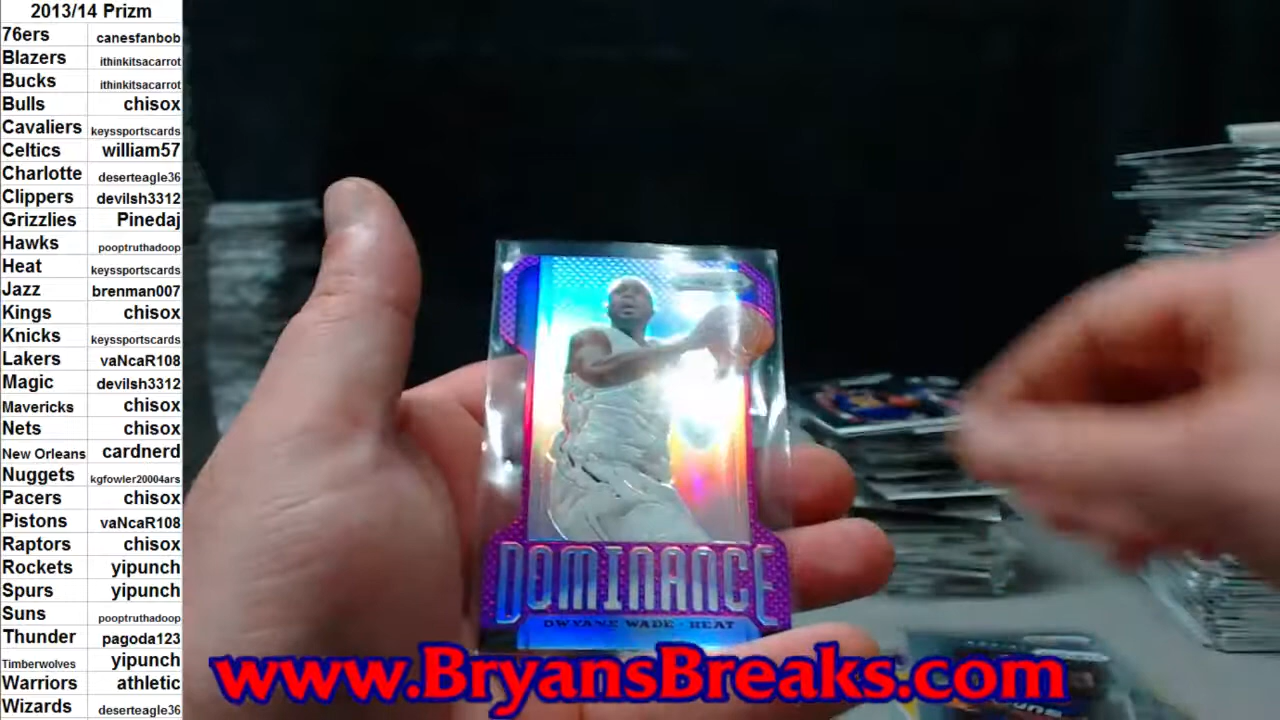 2013/14 Prizm
76ers canesfanbob
Blazers ithinkitsacarrot
Bucks ithinkitsacarrot
Bulls chisox
Cavaliers keyssportscards
Celtics william57
Charlotte deserteagle36
Clippers devilsh3312
Grizzlies Pinedaj
Hawks pooptruthadoop
Heat keyssportscards
Jazz brenman007
Kings chisox
Knicks keyssportscards
Lakers vaNcaR108
Magic devilsh3312
Mavericks chisox
Nets chisox
New Orleans cardnerd
Nuggets kgfowler20004ars
Pacers chisox
Pistons vaNcaR108
Raptors chisox
Rockets yipunch
Spurs yipunch
Suns pooptruthadoop
Thunder pagoda123
Timberwolves yipunch
Warriors athletic
Wizards deserteagle36
DOMINANCE
DWYANE WADE - HEAT
www.BryansBreaks.com